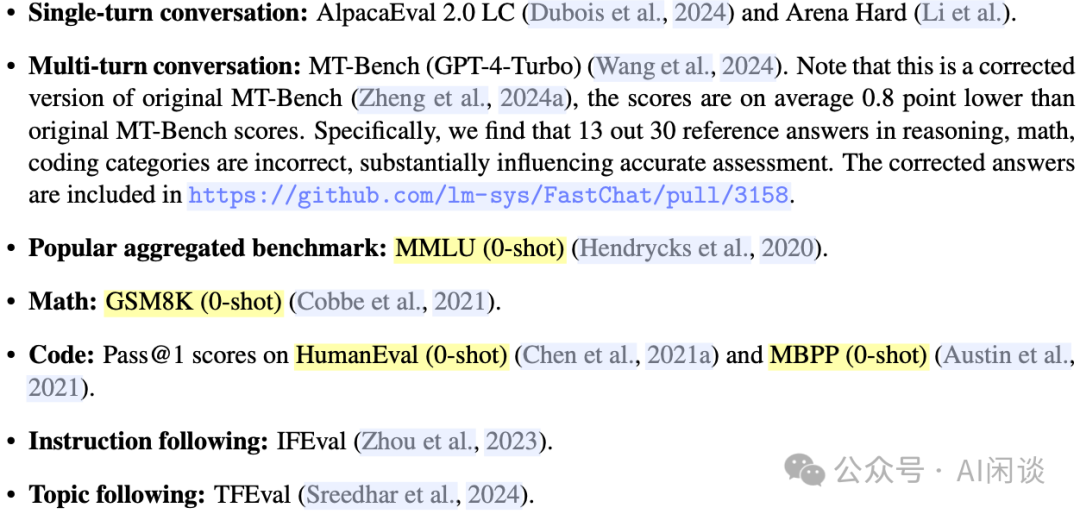 • Single-turn conversation: AlpacaEval 2.0 LC (Dubois et al., 2024) and Arena Hard (Li et al.).
• Multi-turn conversation: MT-Bench (GPT-4-Turbo) (Wang et al., 2024). Note that this is a corrected
version of original MT-Bench (Zheng et al., 2024a), the scores are on average 0.8 point lower than
original MT-Bench scores. Specifically, we find that 13 out 30 reference answers in reasoning, math,
coding categories are incorrect, substantially influencing accurate assessment. The corrected answers
are included in https://github.com/lm-sys/FastChat/pull/3158.
• Popular aggregated benchmark: MMLU (0-shot) (Hendrycks et al., 2020).
• Math: GSM8K (0-shot) (Cobbe et al., 2021).
• Code: Pass@1 scores on HumanEval (0-shot) (Chen et al., 2021a) and MBPP (0-shot) (Austin et al.,
2021).
• Instruction following: IFEval (Zhou et al., 2023).
• Topic following: TFEval (Sreedhar et al., 2024).
公众号 · AI闲谈